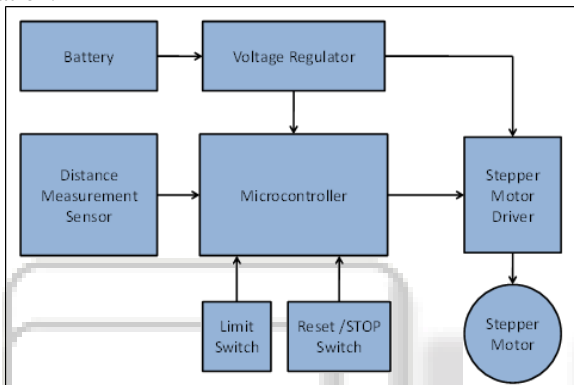 Battery
Voltage Regulator
Distance
Measurement
Sensor
Microcontroller
Stepper
Motor
Driver
Limit
Switch
Reset /STOP
Switch
Stepper
Motor